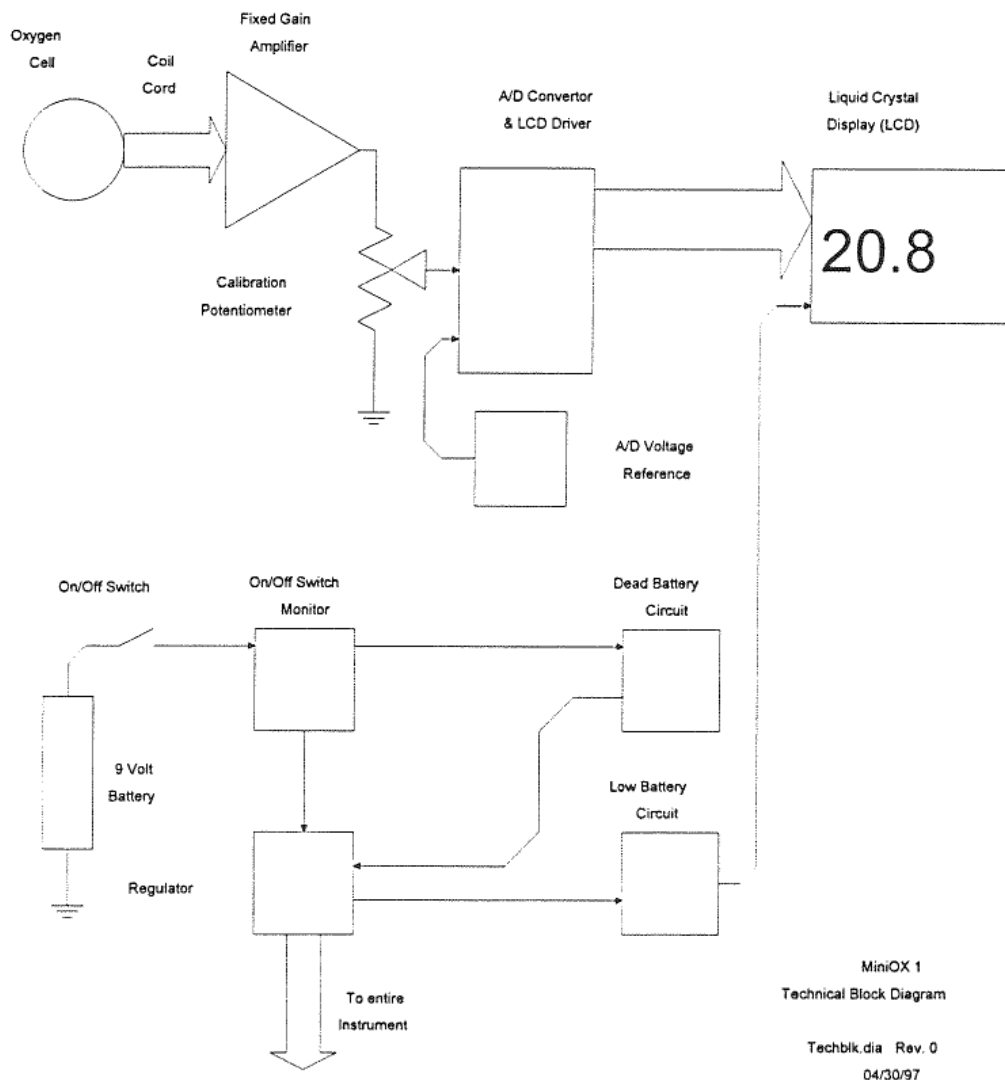 Oxygen
Cell
Coil
Cord
Fixed Gain
Amplifier
A/D Convertor
& LCD Driver
Liquid Crystal
Display (LCD)
20.8
Calibration
Potentiometer
A/D Voltage
Reference
On/Off Switch
On/Off Switch
Monitor
Dead Battery
Circuit
9 Volt
Battery
Low Battery
Circuit
Regulator
To entire
Instrument
MiniOX 1
Technical Block Diagram
Techblk.dia Rev. 0
04/30/97